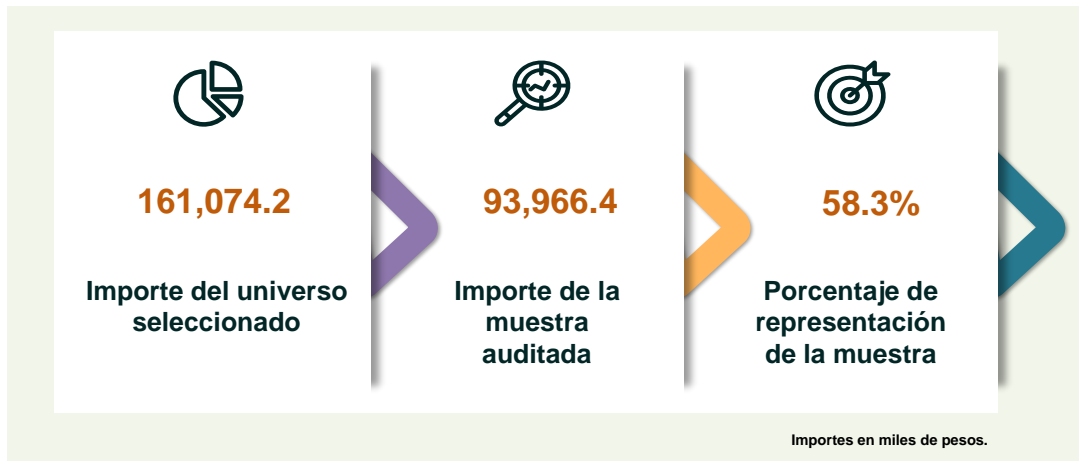 161,074.2
Importe del universo
seleccionado
93,966.4
Importe de la
muestra
auditada
58.3%
Porcentaje de
representación
de la muestra
Importes en miles de pesos.